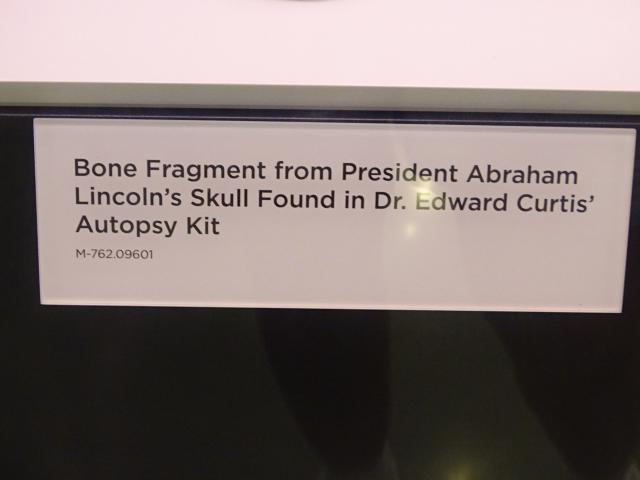 Bone Fragment from President Abraham
Lincoln's Skull Found in Dr. Edward Curtis'
Autopsy Kit
M-762.09601